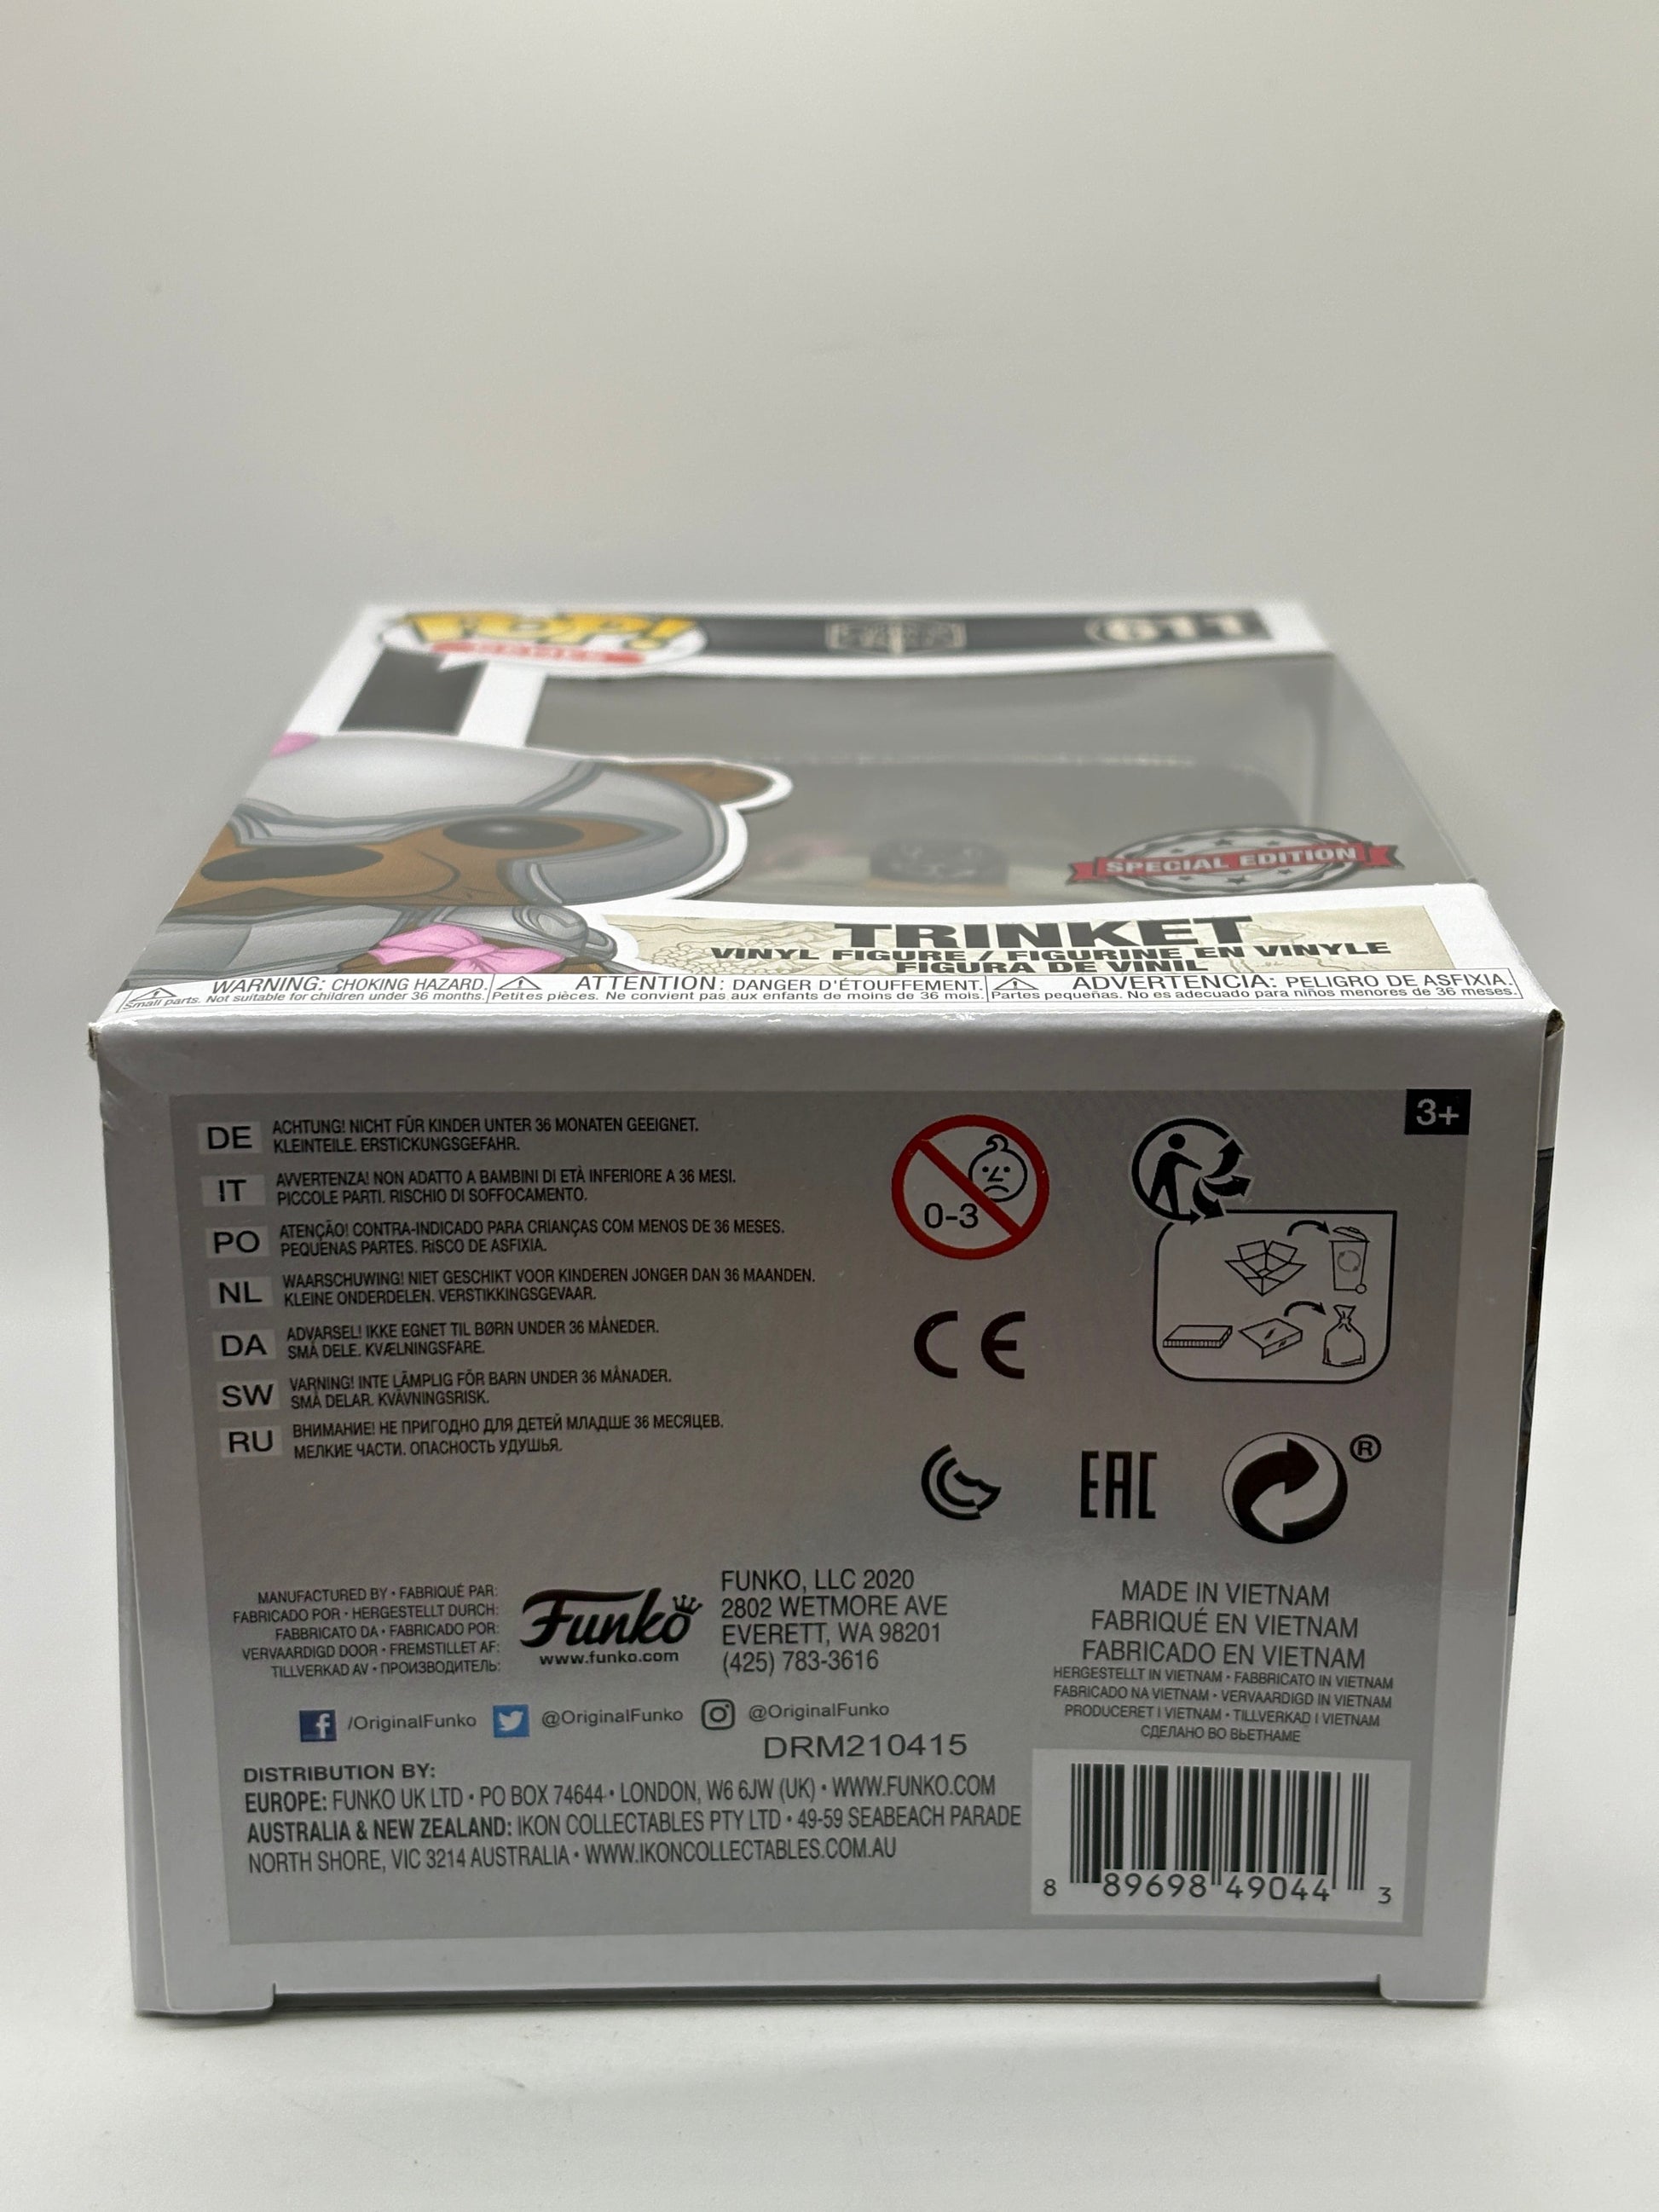 POP!
GAMES
611
SPECIAL EDITION
TRINKET
VINYL FIGURE / FIGURINE EN VINYLE
FIGURA DE VINIL
WARNING: CHOKING HAZARD.
Small parts. Not suitable for children under 36 months.
ATTENTION: DANGER D'ÉTOUFFEMENT.
Petites pièces. Ne convient pas aux enfants de moins de 36 mois.
ADVERTENCIA: PELIGRO DE ASFIXIA.
Partes pequeñas. No es adecuado para niños menores de 36 meses.
3+
DE ACHTUNG! NICHT FÜR KINDER UNTER 36 MONATEN GEEIGNET.
KLEINTEILE. ERSTICKUNGSGEFAHR.
IT AVVERTENZA! NON ADATTO A BAMBINI DI ETÀ INFERIORE A 36 MESI.
PICCOLE PARTI. RISCHIO DI SOFFOCAMENTO.
PO ATENÇÃO! CONTRA-INDICADO PARA CRIANÇAS COM MENOS DE 36 MESES.
PEQUENAS PARTES. RISCO DE ASFIXIA.
NL WAARSCHUWING! NIET GESCHIKT VOOR KINDEREN JONGER DAN 36 MAANDEN.
KLEINE ONDERDELEN. VERSTIKKINGSGEVAAR.
DA ADVARSEL! IKKE EGNET TIL BØRN UNDER 36 MÅNEDER.
SMÅ DELE. KVÆLNINGSFARE.
SW VARNING! INTE LÄMPLIG FÖR BARN UNDER 36 MÅNADER.
SMÅ DELAR. KVÄVNINGSRISK.
RU ВНИМАНИЕ! НЕ ПРИГОДНО ДЛЯ ДЕТЕЙ МЛАДШЕ 36 МЕСЯЦЕВ.
МЕЛКИЕ ЧАСТИ. ОПАСНОСТЬ УДУШЬЯ.
0-3
CE
EAC
®
MANUFACTURED BY • FABRIQUÉ PAR:
FABRICADO POR • HERGESTELLT DURCH:
FABBRICATO DA • FABRICADO POR:
VERVAARDIGD DOOR • FREMSTILLET AF:
TILLVERKAD AV • ПРОИЗВОДИТЕЛЬ:
Funko
www.funko.com
FUNKO, LLC 2020
2802 WETMORE AVE
EVERETT, WA 98201
(425) 783-3616
MADE IN VIETNAM
FABRIQUÉ EN VIETNAM
FABRICADO EN VIETNAM
HERGESTELLT IN VIETNAM • FABBRICATO IN VIETNAM
FABRICADO NA VIETNAM • VERVAARDIGD IN VIETNAM
PRODUCERET I VIETNAM • TILLVERKAD I VIETNAM
СДЕЛАНО ВО ВЬЕТНАМЕ
/OriginalFunko @OriginalFunko @OriginalFunko
DRM210415
DISTRIBUTION BY:
EUROPE: FUNKO UK LTD • PO BOX 74644 • LONDON, W6 6JW (UK) • WWW.FUNKO.COM
AUSTRALIA & NEW ZEALAND: IKON COLLECTABLES PTY LTD • 49-59 SEABEACH PARADE
NORTH SHORE, VIC 3214 AUSTRALIA • WWW.IKONCOLLECTABLES.COM.AU
8 89698 49044 3